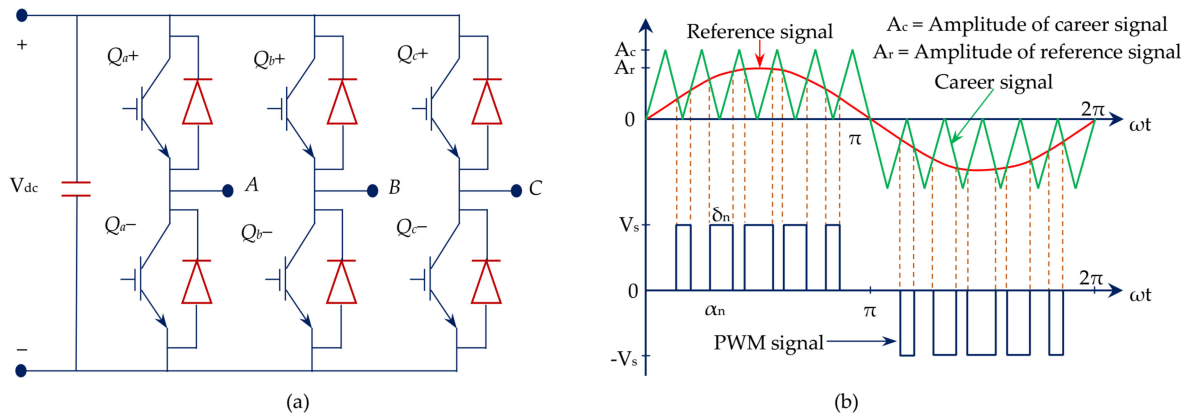 +
Qa+
Qb+
Qc+
Vdc
A
B
C
Qa−
Qb−
Qc−
−
(a)
Reference signal
Ac = Amplitude of career signal
Ar = Amplitude of reference signal
Career signal
Ac
Ar
0
π
2π
ωt
Vs
δn
0
αn
π
2π
ωt
-Vs
PWM signal
(b)